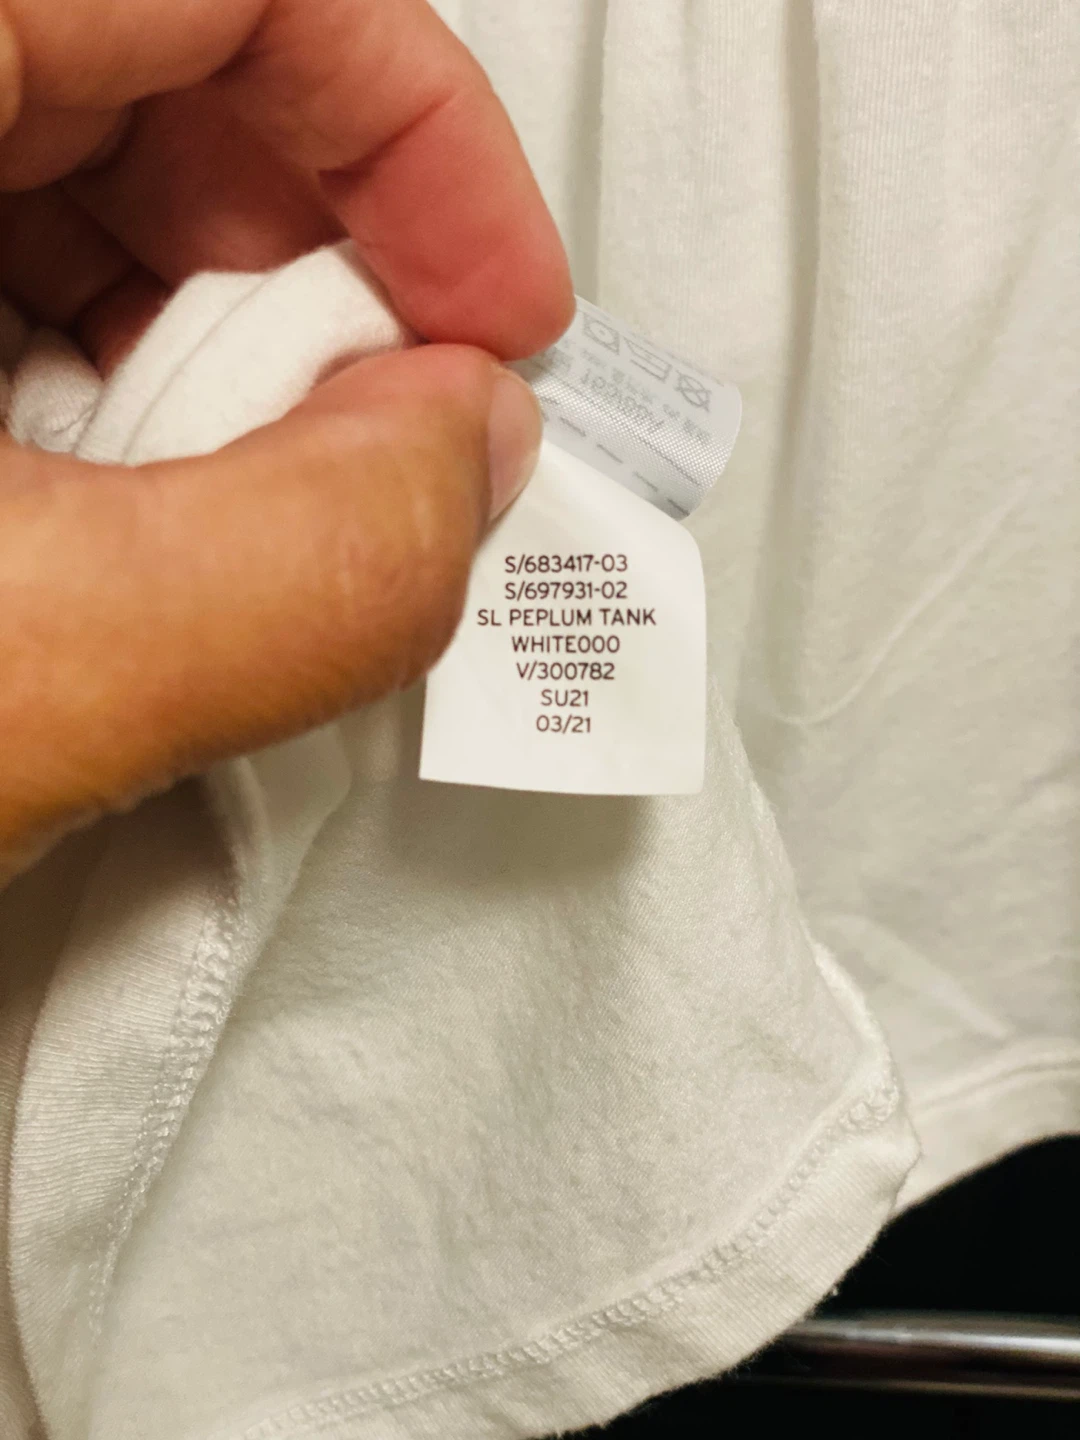 S/683417-03
S/697931-02
SL PEPLUM TANK
WHITE000
V/300782
SU21
03/21